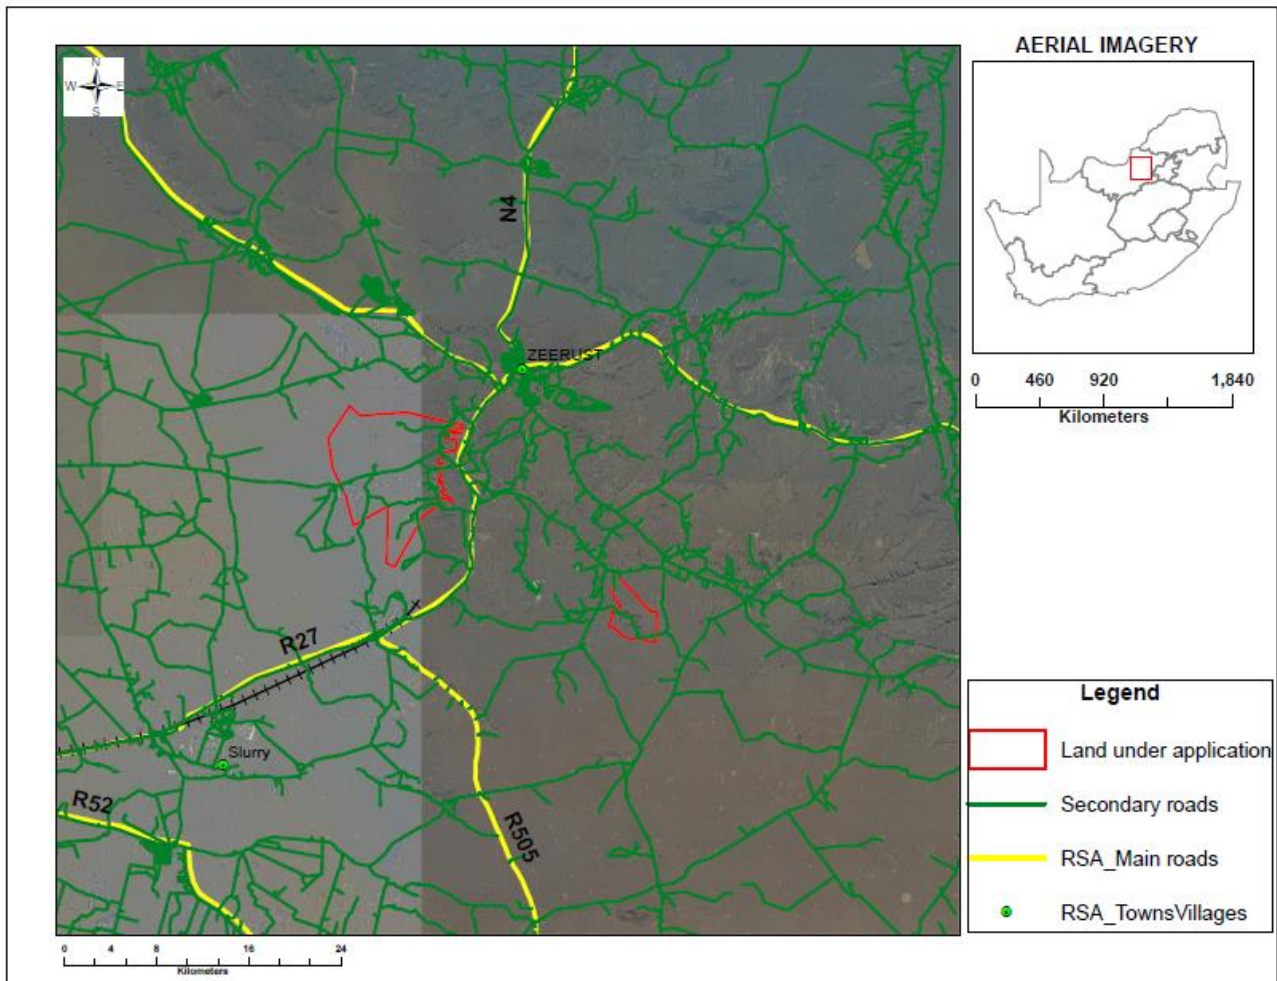 AERIAL IMAGERY
N
W E
S
N4
ZEERUST
0 460 920 1,840
Kilometers
R27
Slurry
R52
R505
Legend
Land under application
Secondary roads
RSA_Main roads
RSA_TownsVillages
0 4 8 16 24
Kilometers